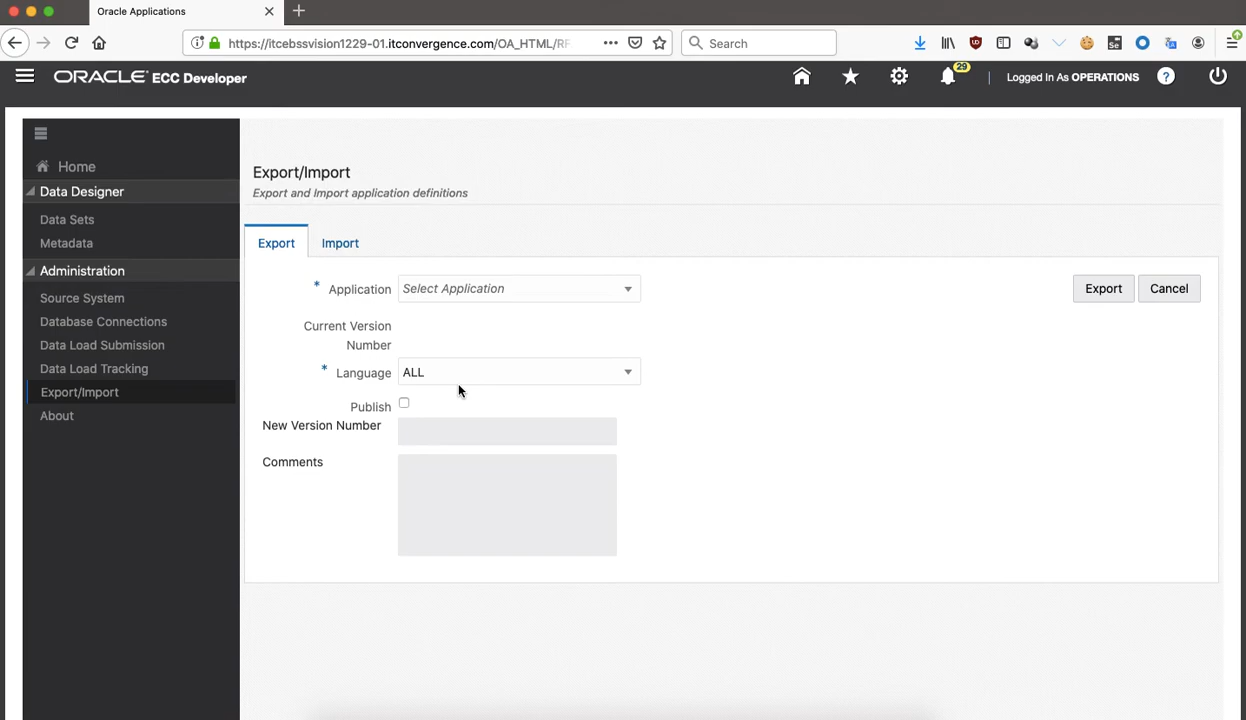 Oracle Applications
https://itcebssvision1229-01.itconvergence.com/OA_HTML/RF
Search
ORACLE ECC Developer
29
Logged In As OPERATIONS
Home
Data Designer
Data Sets
Metadata
Administration
Source System
Database Connections
Data Load Submission
Data Load Tracking
Export/Import
About
Export/Import
Export and Import application definitions
Export
Import
* Application
Select Application
Export
Cancel
Current Version
Number
* Language
ALL
Publish
New Version Number
Comments